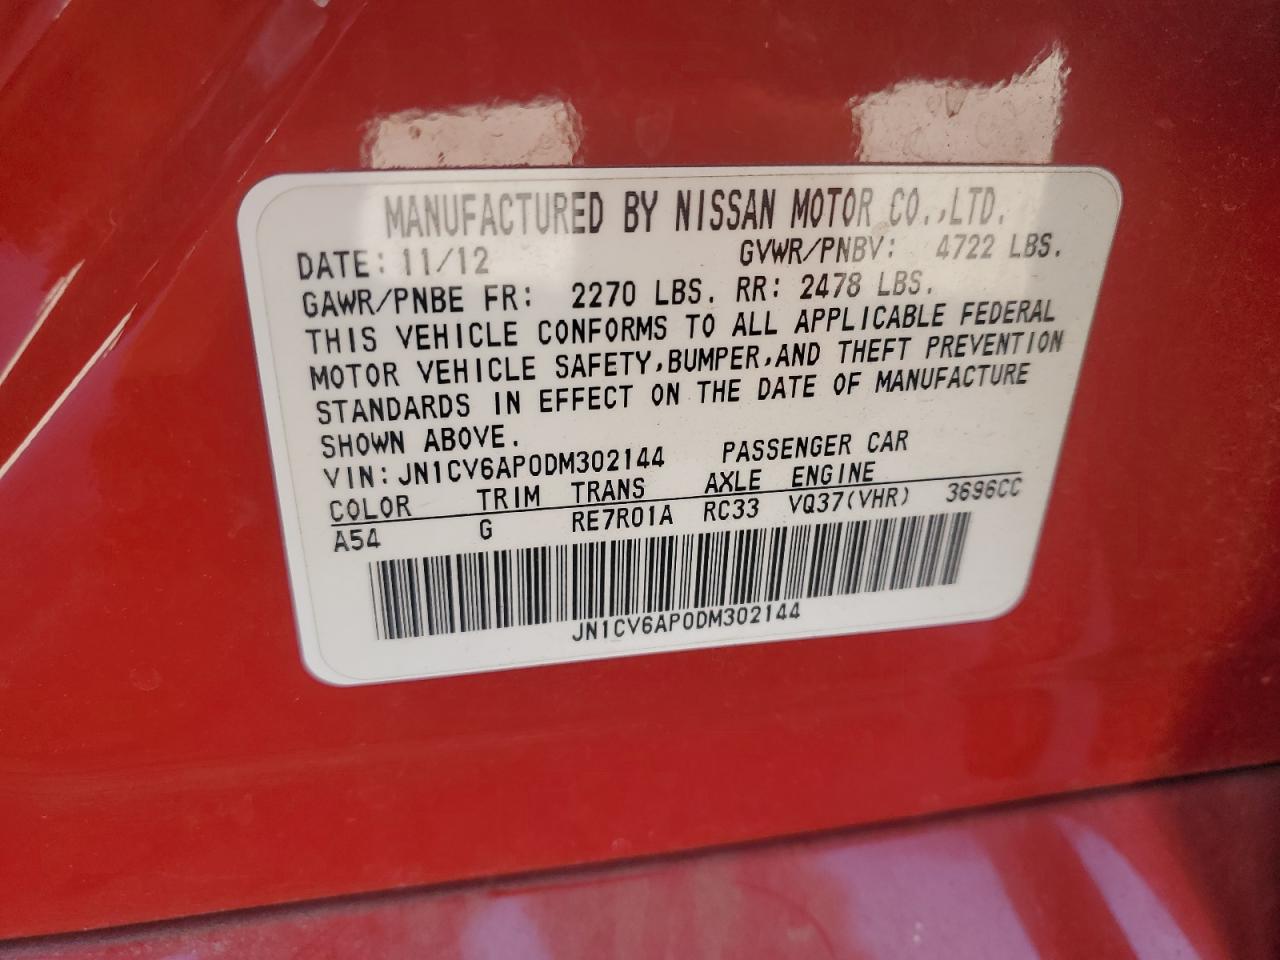 MANUFACTURED BY NISSAN MOTOR CO.,LTD.
DATE: 11/12 GVWR/PNBV: 4722 LBS.
GAWR/PNBE FR: 2270 LBS. RR: 2478 LBS.
THIS VEHICLE CONFORMS TO ALL APPLICABLE FEDERAL
MOTOR VEHICLE SAFETY,BUMPER,AND THEFT PREVENTION
STANDARDS IN EFFECT ON THE DATE OF MANUFACTURE
SHOWN ABOVE.
VIN: JN1CV6AP0DM302144 PASSENGER CAR
COLOR TRIM TRANS AXLE ENGINE
A54 G RE7R01A RC33 VQ37(VHR) 3696CC
JN1CV6AP0DM302144